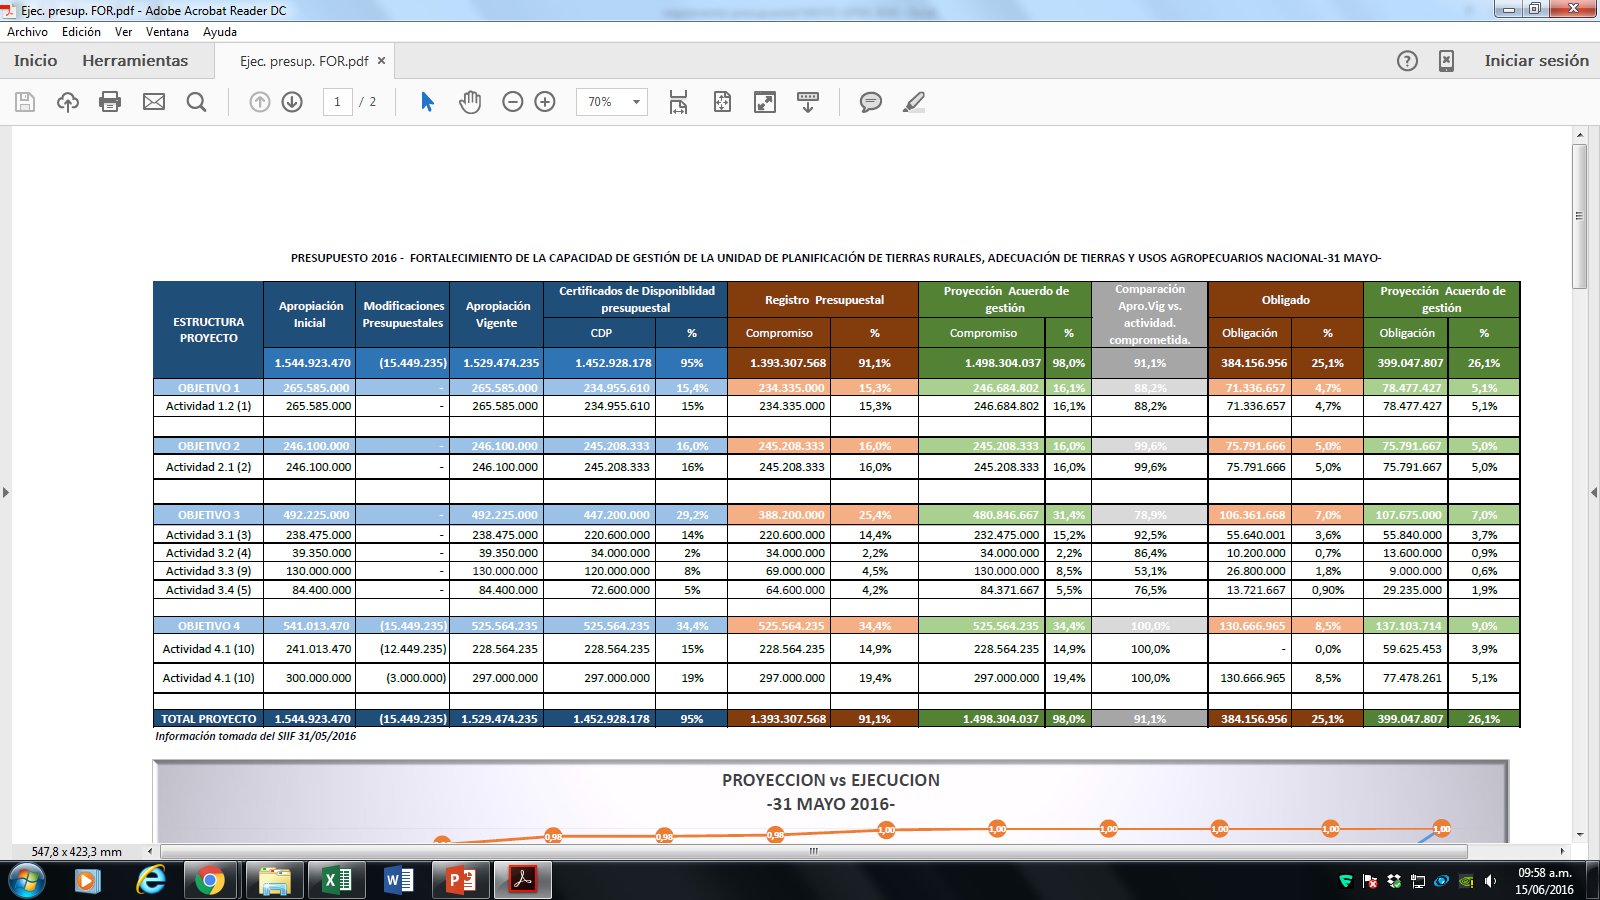 Ejec. presup. FOR.pdf - Adobe Acrobat Reader DC
Archivo Edición Ver Ventana Ayuda
Inicio Herramientas Ejec. presup. FOR.pdf × Iniciar sesión
1 / 2 70%
PRESUPUESTO 2016 - FORTALECIMIENTO DE LA CAPACIDAD DE GESTIÓN DE LA UNIDAD DE PLANIFICACIÓN DE TIERRAS RURALES, ADECUACIÓN DE TIERRAS Y USOS AGROPECUARIOS NACIONAL-31 MAYO-
ESTRUCTURA PROYECTO
Apropiación Inicial
Modificaciones Presupuestales
Apropiación Vigente
Certificados de Disponiblidad presupuestal
Registro Presupuestal
Proyección Acuerdo de gestión
Comparación Apro.Vig vs. actividad. comprometida.
Obligado
Proyección Acuerdo de gestión
CDP % Compromiso % Compromiso % Obligación % Obligación %
1.544.923.470 (15.449.235) 1.529.474.235 1.452.928.178 95% 1.393.307.568 91,1% 1.498.304.037 98,0% 91,1% 384.156.956 25,1% 399.047.807 26,1%
OBJETIVO 1 265.585.000 - 265.585.000 234.955.610 15,4% 234.335.000 15,3% 246.684.802 16,1% 88,2% 71.336.657 4,7% 78.477.427 5,1%
Actividad 1.2 (1) 265.585.000 - 265.585.000 234.955.610 15% 234.335.000 15,3% 246.684.802 16,1% 88,2% 71.336.657 4,7% 78.477.427 5,1%
OBJETIVO 2 246.100.000 - 246.100.000 245.208.333 16,0% 245.208.333 16,0% 245.208.333 16,0% 99,6% 75.791.666 5,0% 75.791.667 5,0%
Actividad 2.1 (2) 246.100.000 - 246.100.000 245.208.333 16% 245.208.333 16,0% 245.208.333 16,0% 99,6% 75.791.666 5,0% 75.791.667 5,0%
OBJETIVO 3 492.225.000 - 492.225.000 447.200.000 29,2% 388.200.000 25,4% 480.846.667 31,4% 78,9% 106.361.668 7,0% 107.675.000 7,0%
Actividad 3.1 (3) 238.475.000 - 238.475.000 220.600.000 14% 220.600.000 14,4% 232.475.000 15,2% 92,5% 55.640.001 3,6% 55.840.000 3,7%
Actividad 3.2 (4) 39.350.000 - 39.350.000 34.000.000 2% 34.000.000 2,2% 34.000.000 2,2% 86,4% 10.200.000 0,7% 13.600.000 0,9%
Actividad 3.3 (9) 130.000.000 - 130.000.000 120.000.000 8% 69.000.000 4,5% 130.000.000 8,5% 53,1% 26.800.000 1,8% 9.000.000 0,6%
Actividad 3.4 (5) 84.400.000 - 84.400.000 72.600.000 5% 64.600.000 4,2% 84.371.667 5,5% 76,5% 13.721.667 0,90% 29.235.000 1,9%
OBJETIVO 4 541.013.470 (15.449.235) 525.564.235 525.564.235 34,4% 525.564.235 34,4% 525.564.235 34,4% 100,0% 130.666.965 8,5% 137.103.714 9,0%
Actividad 4.1 (10) 241.013.470 (12.449.235) 228.564.235 228.564.235 15% 228.564.235 14,9% 228.564.235 14,9% 100,0% - 0,0% 59.625.453 3,9%
Actividad 4.1 (10) 300.000.000 (3.000.000) 297.000.000 297.000.000 19% 297.000.000 19,4% 297.000.000 19,4% 100,0% 130.666.965 8,5% 77.478.261 5,1%
TOTAL PROYECTO 1.544.923.470 (15.449.235) 1.529.474.235 1.452.928.178 95% 1.393.307.568 91,1% 1.498.304.037 98,0% 91,1% 384.156.956 25,1% 399.047.807 26,1%
Información tomada del SIIF 31/05/2016
PROYECCION vs EJECUCION
-31 MAYO 2016-
0,98 0,98 0,98 1,00 1,00 1,00 1,00 1,00 1,00
547,8 x 423,3 mm
09:58 a.m.
15/06/2016